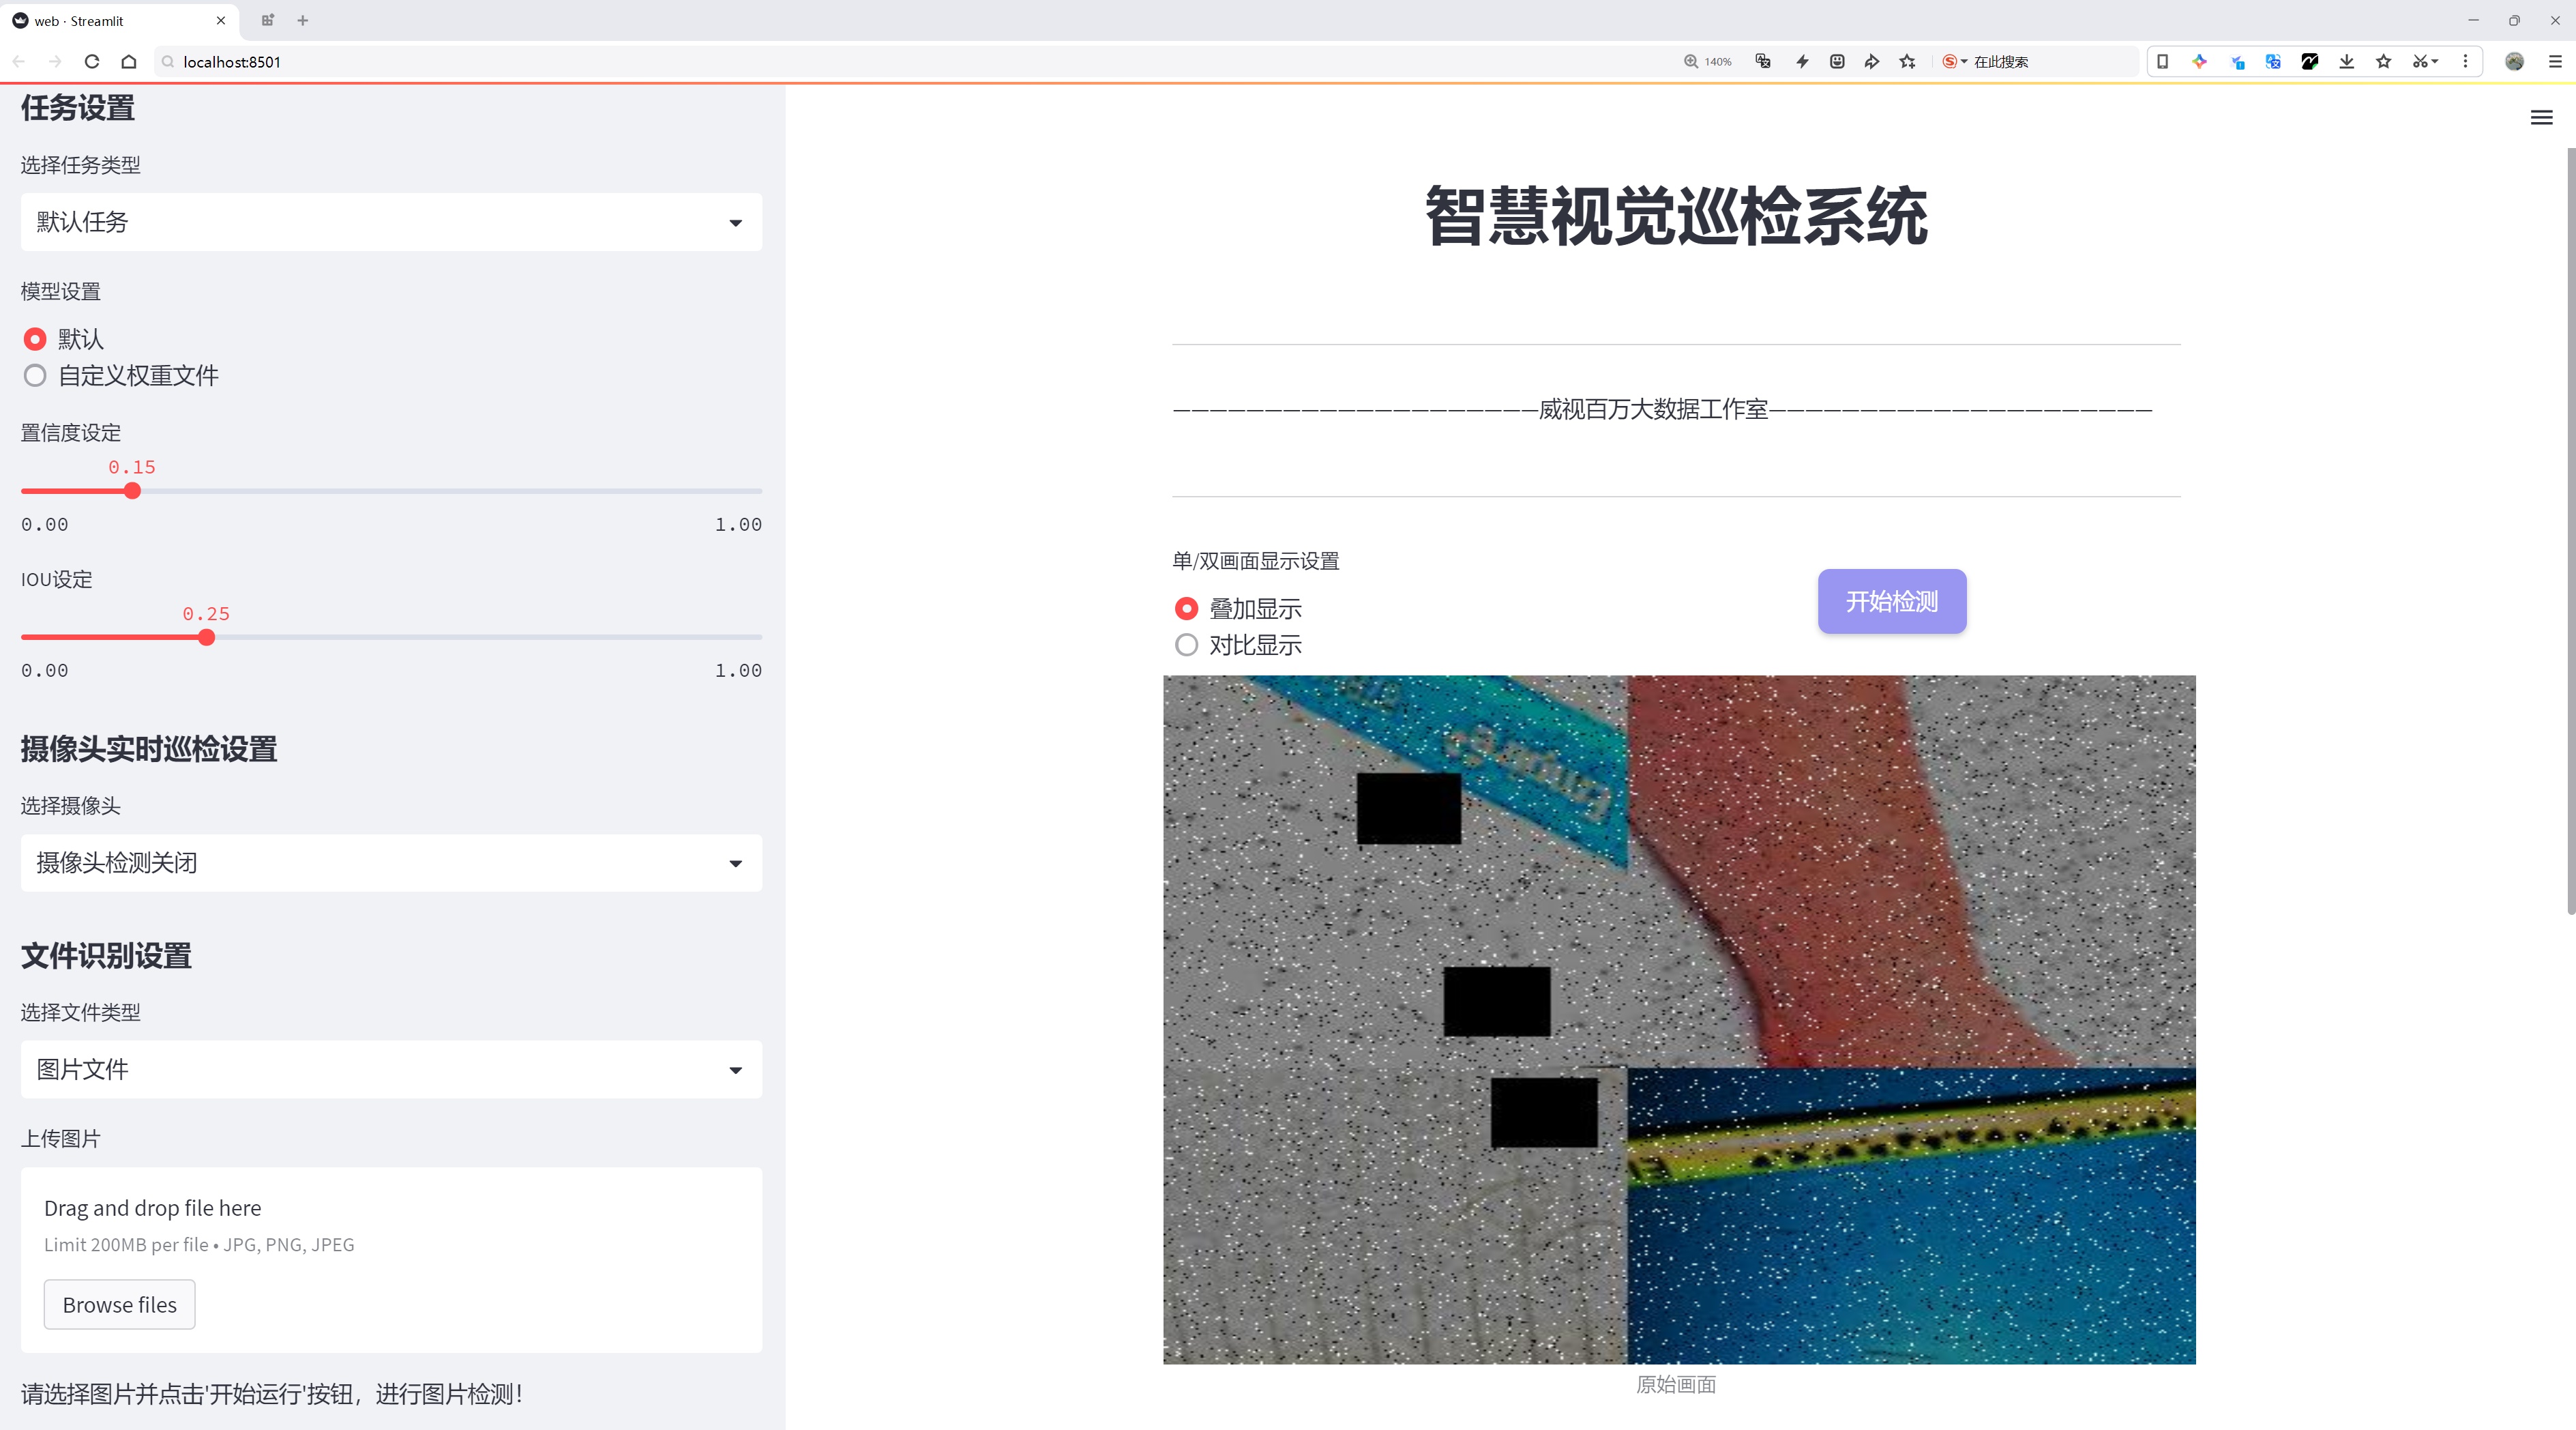 web · Streamlit
localhost:8501
140%
在此搜索
任务设置
选择任务类型
默认任务
模型设置
默认
自定义权重文件
置信度设定
0.15
0.00
1.00
IOU设定
0.25
0.00
1.00
摄像头实时巡检设置
选择摄像头
摄像头检测关闭
文件识别设置
选择文件类型
图片文件
上传图片
Drag and drop file here
Limit 200MB per file • JPG, PNG, JPEG
Browse files
请选择图片并点击'开始运行'按钮，进行图片检测！
智慧视觉巡检系统
————————————————————威视百万大数据工作室—————————————————————
单/双画面显示设置
叠加显示
对比显示
开始检测
原始画面